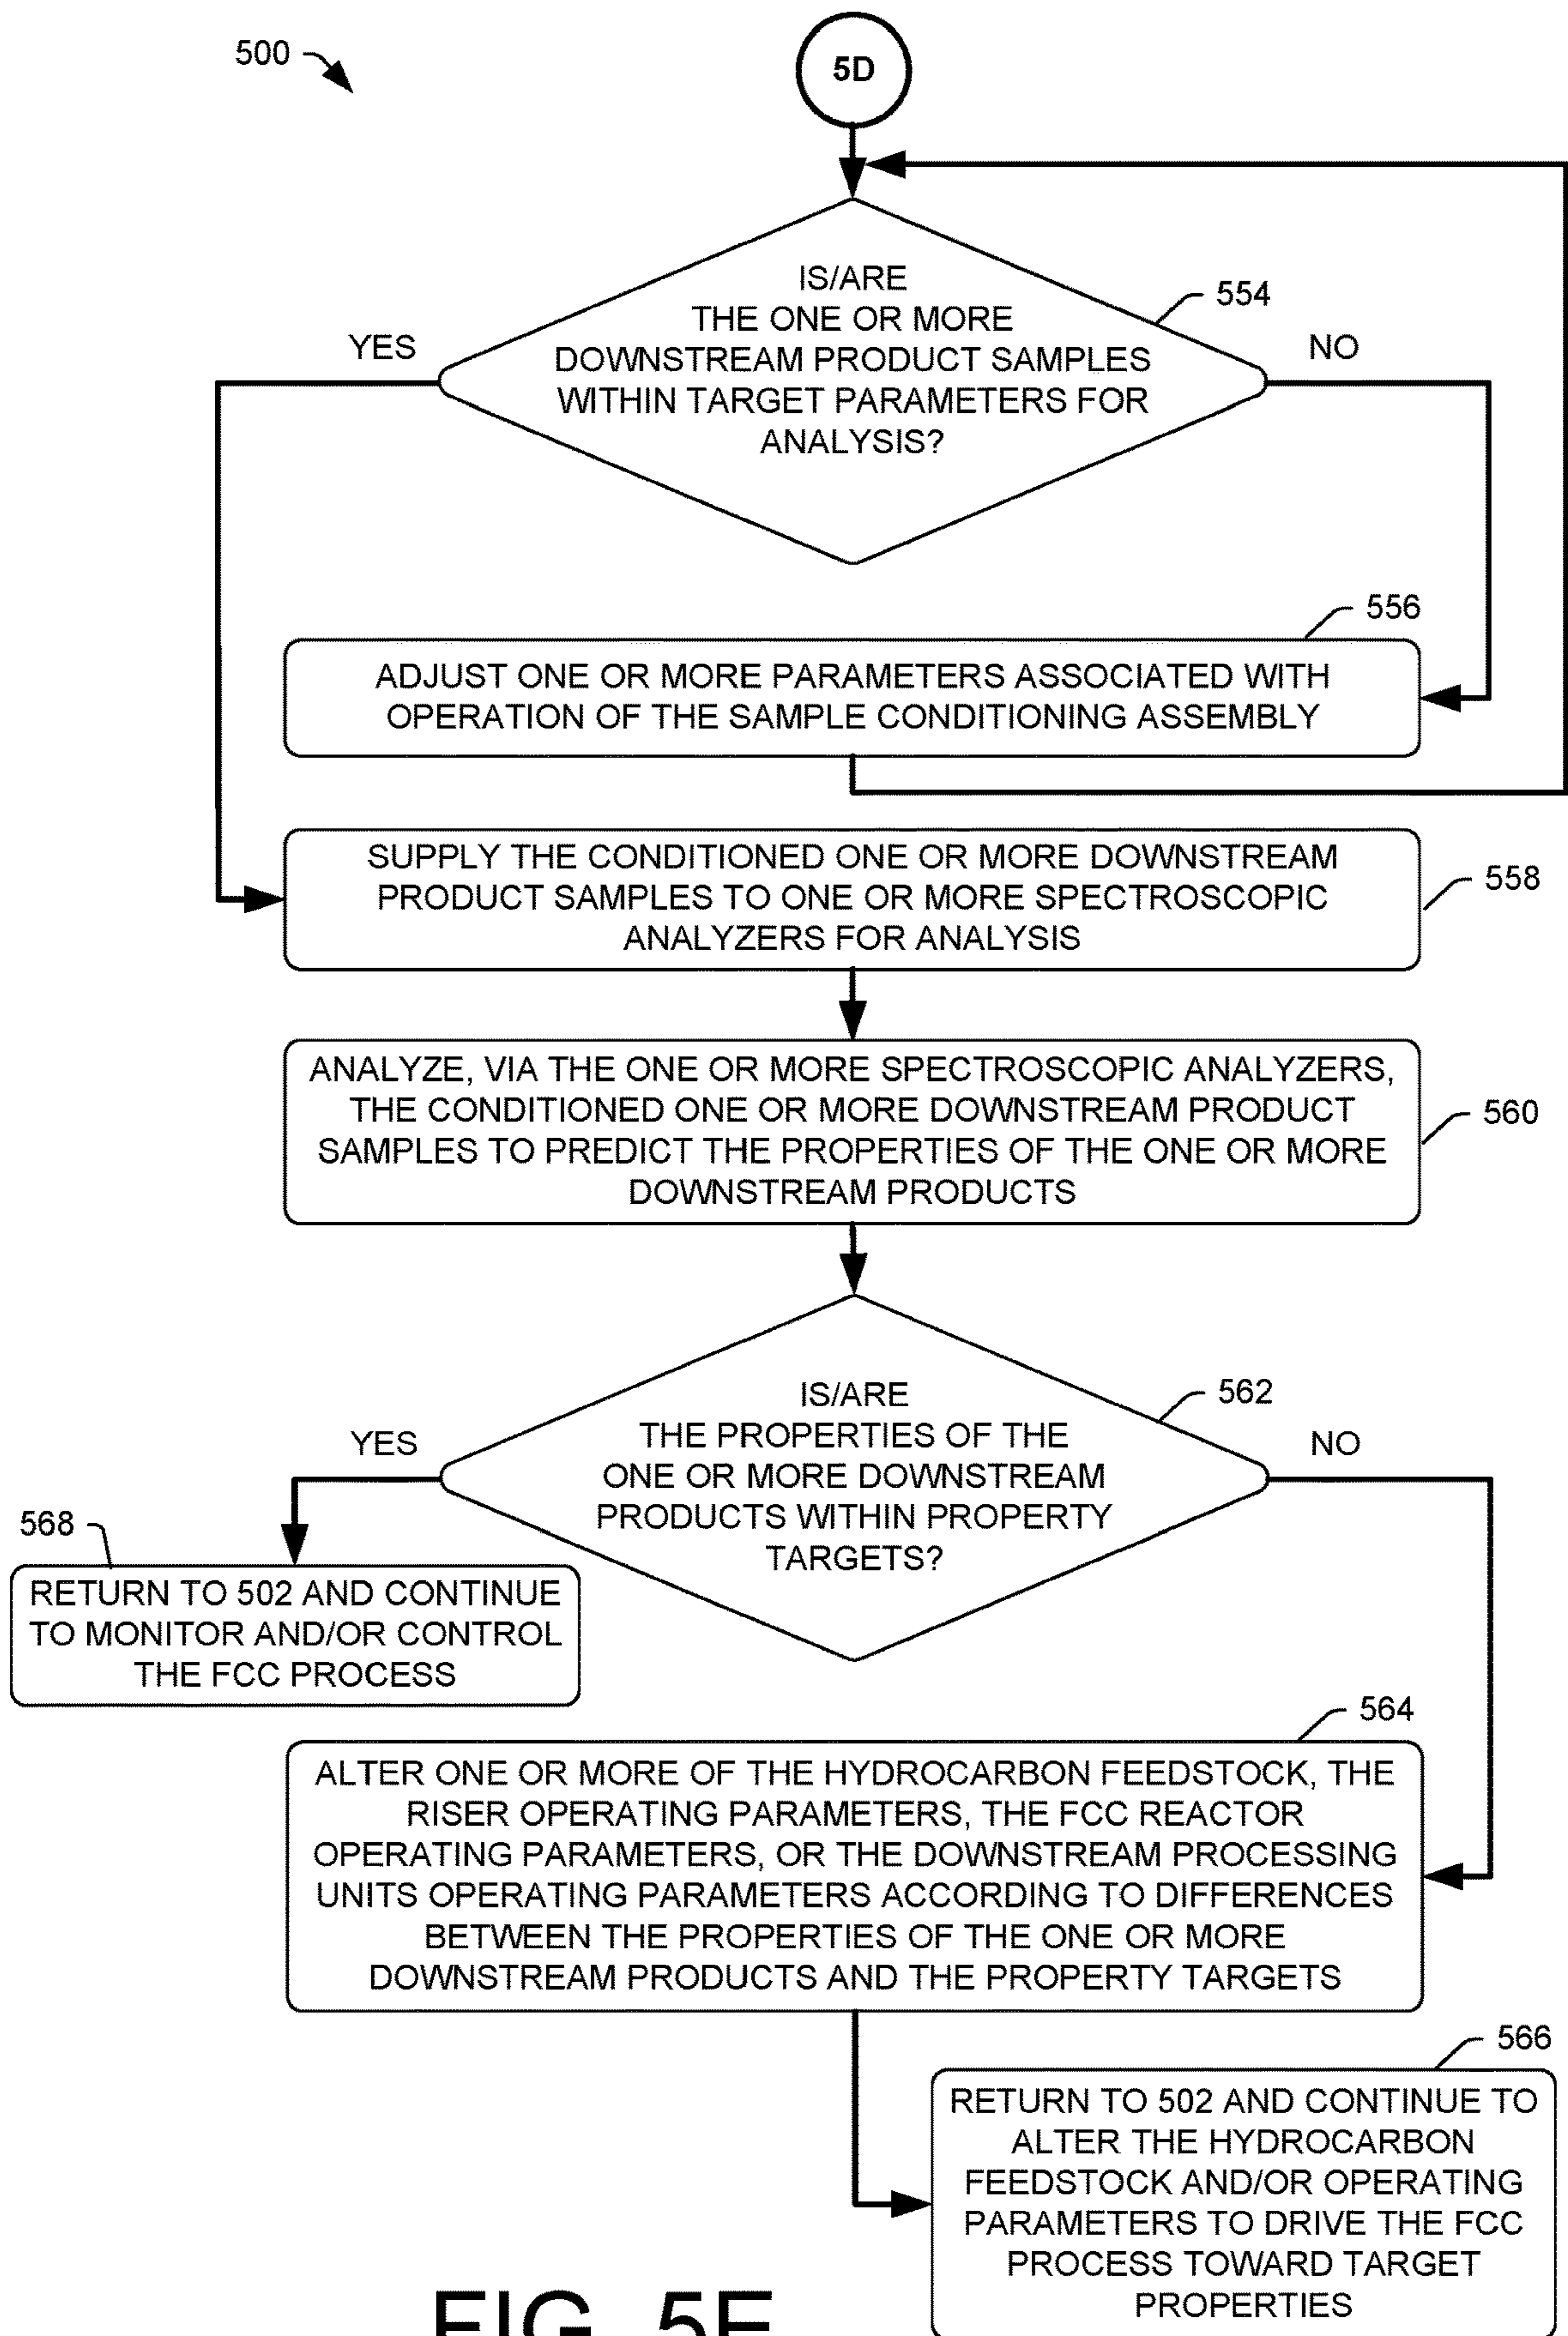 500
5D
IS/ARE
THE ONE OR MORE
DOWNSTREAM PRODUCT SAMPLES
WITHIN TARGET PARAMETERS FOR
ANALYSIS?
554
YES
NO
556
ADJUST ONE OR MORE PARAMETERS ASSOCIATED WITH
OPERATION OF THE SAMPLE CONDITIONING ASSEMBLY
SUPPLY THE CONDITIONED ONE OR MORE DOWNSTREAM
PRODUCT SAMPLES TO ONE OR MORE SPECTROSCOPIC
ANALYZERS FOR ANALYSIS
558
ANALYZE, VIA THE ONE OR MORE SPECTROSCOPIC ANALYZERS,
THE CONDITIONED ONE OR MORE DOWNSTREAM PRODUCT
SAMPLES TO PREDICT THE PROPERTIES OF THE ONE OR MORE
DOWNSTREAM PRODUCTS
560
IS/ARE
THE PROPERTIES OF THE
ONE OR MORE DOWNSTREAM
PRODUCTS WITHIN PROPERTY
TARGETS?
562
YES
NO
568
RETURN TO 502 AND CONTINUE
TO MONITOR AND/OR CONTROL
THE FCC PROCESS
564
ALTER ONE OR MORE OF THE HYDROCARBON FEEDSTOCK, THE
RISER OPERATING PARAMETERS, THE FCC REACTOR
OPERATING PARAMETERS, OR THE DOWNSTREAM PROCESSING
UNITS OPERATING PARAMETERS ACCORDING TO DIFFERENCES
BETWEEN THE PROPERTIES OF THE ONE OR MORE
DOWNSTREAM PRODUCTS AND THE PROPERTY TARGETS
566
RETURN TO 502 AND CONTINUE TO
ALTER THE HYDROCARBON
FEEDSTOCK AND/OR OPERATING
PARAMETERS TO DRIVE THE FCC
PROCESS TOWARD TARGET
PROPERTIES
FIG. 5E